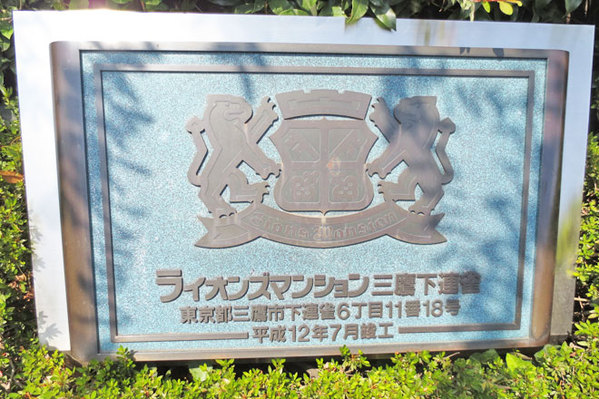 Lions Mansion
ライオンズマンション三鷹下連雀
東京都三鷹市下連雀6丁目11番18号
平成12年7月竣工